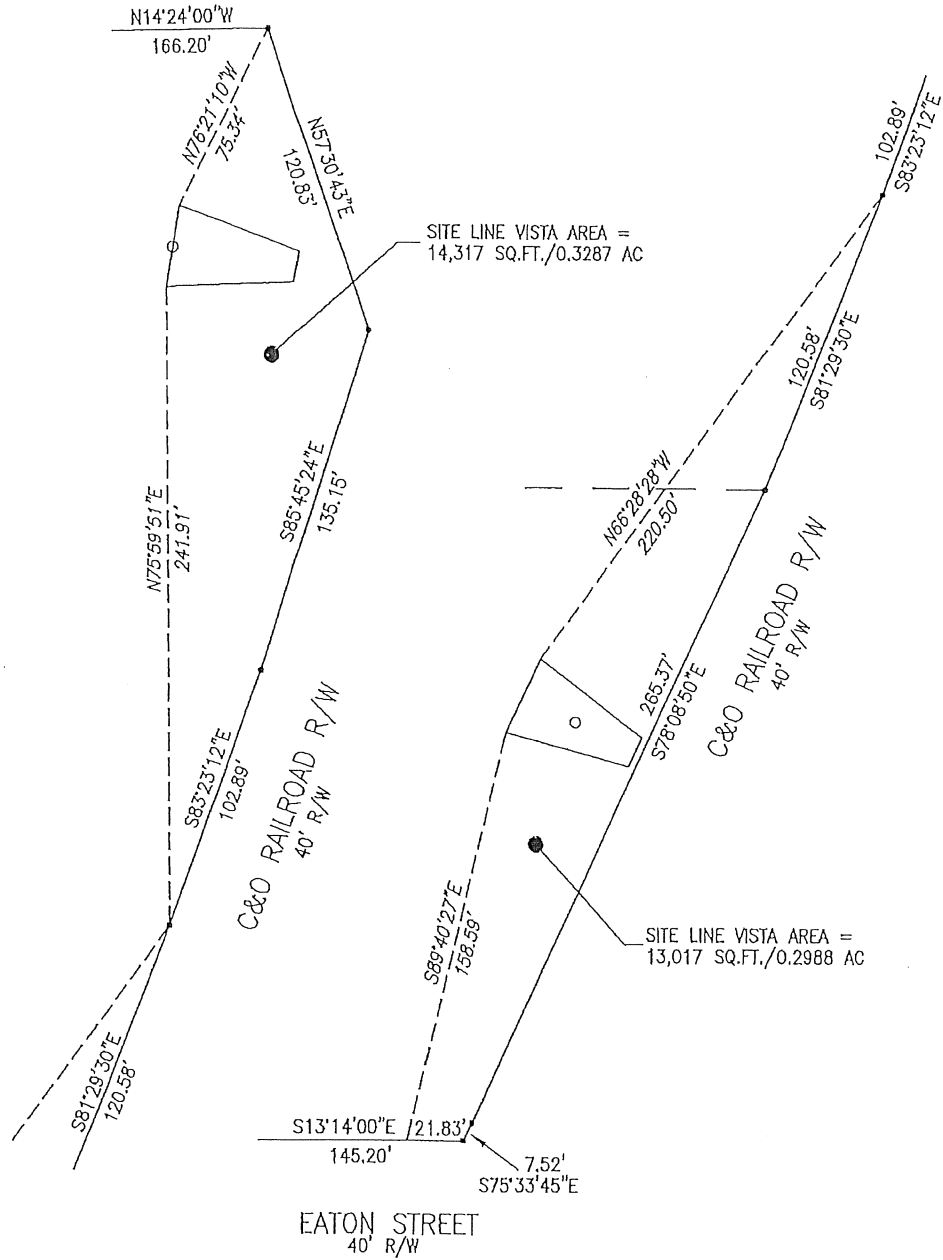 N14°24'00"W
166.20'
N76°21'10"W
75.34'
N57°30'43"E
120.83'
SITE LINE VISTA AREA =
14,317 SQ.FT./0.3287 AC
N75°59'51"E
241.91'
S85°45'24"E
135.15'
S83°23'12"E
102.89'
C&O RAILROAD R/W
40' R/W
S81°29'30"E
120.58'
102.89'
S83°23'12"E
120.58'
S81°29'30"E
N66°28'28"W
220.50'
265.37'
S78°08'50"E
C&O RAILROAD R/W
40' R/W
S89°40'27"E
158.59'
SITE LINE VISTA AREA =
13,017 SQ.FT./0.2988 AC
S13°14'00"E
21.83'
145.20'
7.52'
S75°33'45"E
EATON STREET
40' R/W